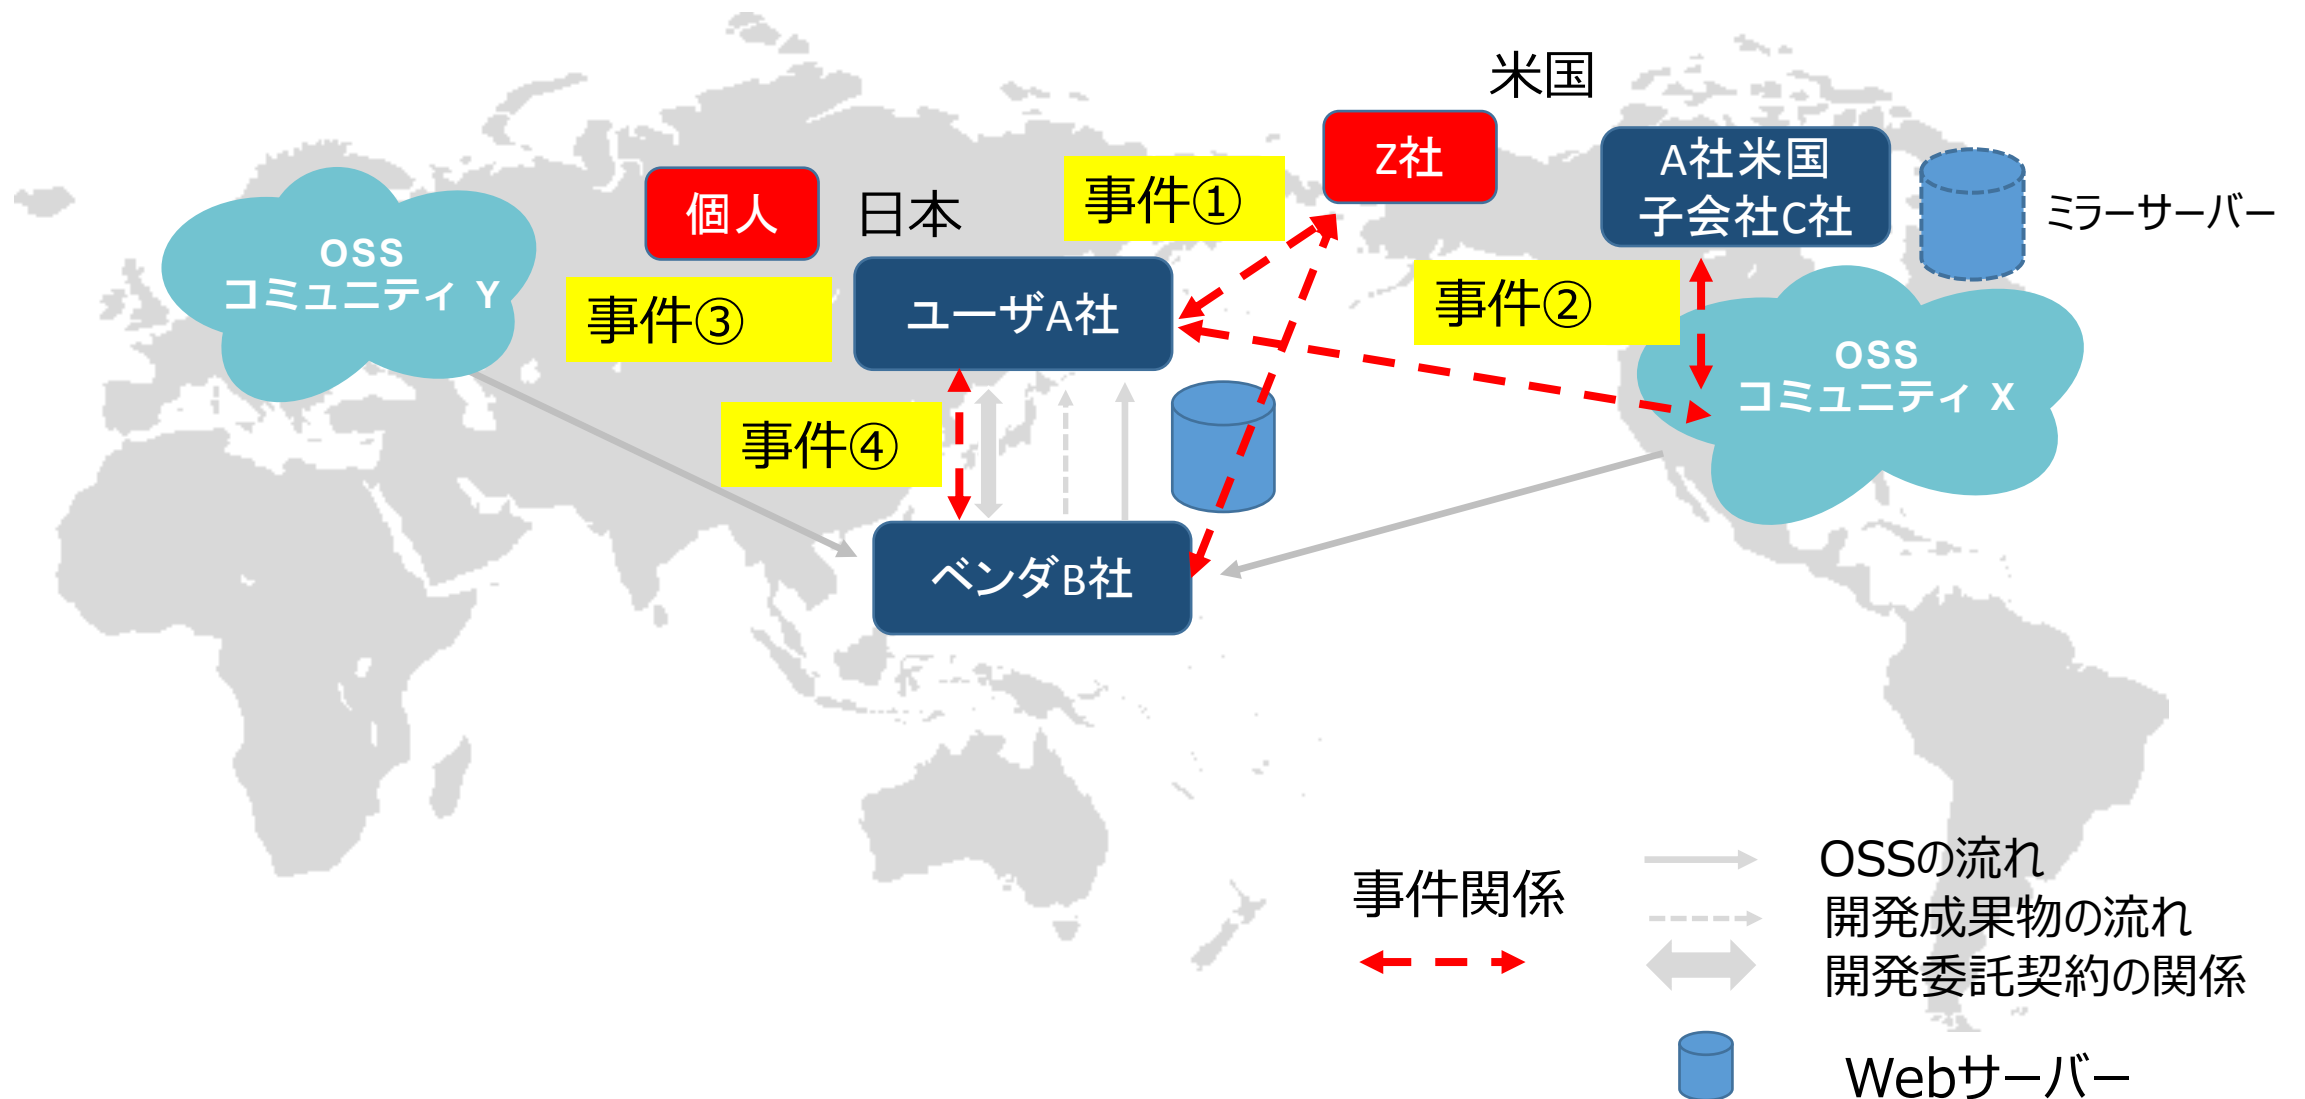 米国
Z社
A社米国
子会社C社
ミラーサーバー
個人
日本
事件①
OSS
コミュニティ Y
事件③
ユーザA社
事件②
OSS
コミュニティ X
事件④
ベンダB社
事件関係
OSSの流れ
開発成果物の流れ
開発委託契約の関係
Webサーバー